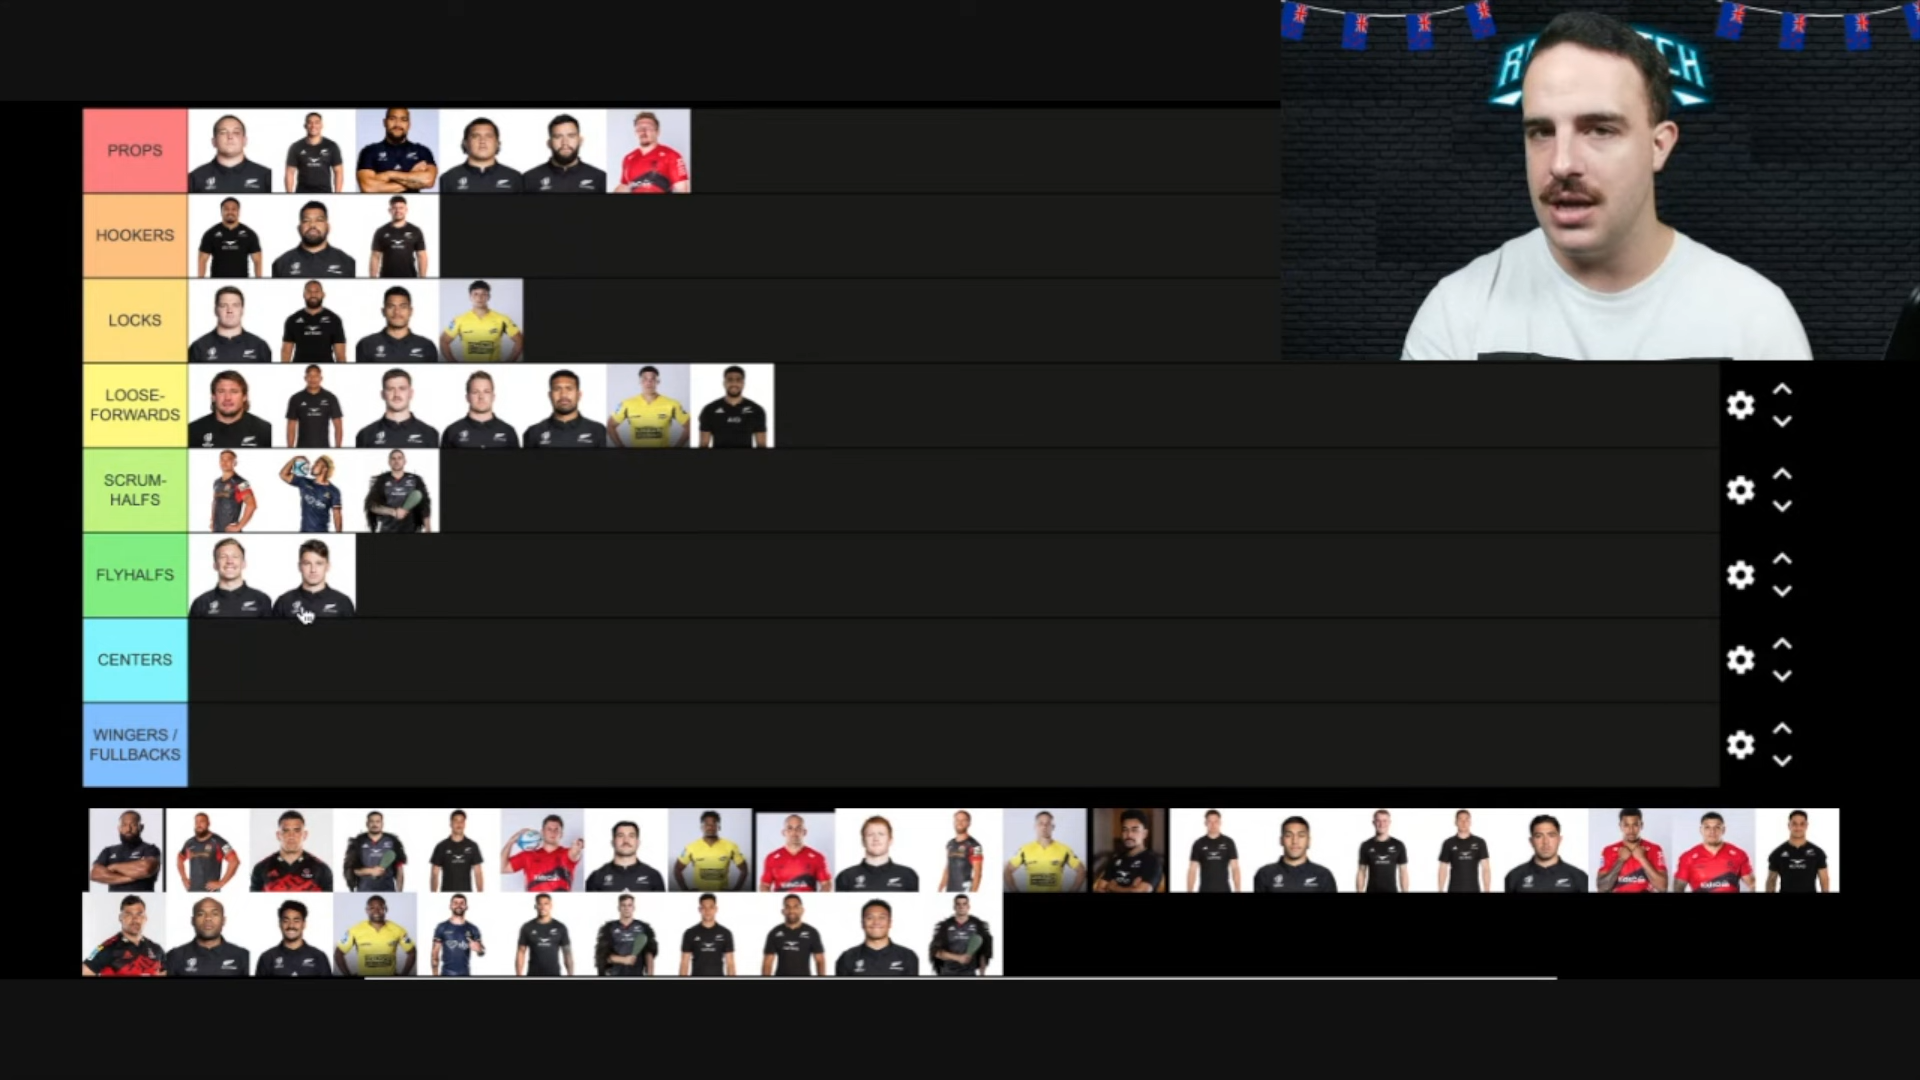 PROPS
HOOKERS
LOCKS
LOOSE-
FORWARDS
SCRUM-
HALFS
FLYHALFS
CENTERS
WINGERS /
FULLBACKS